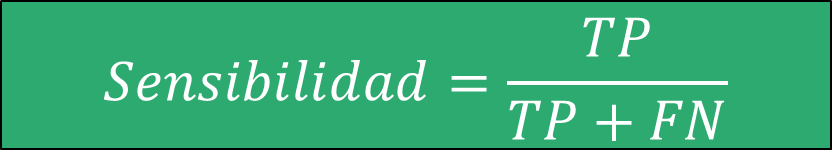 Sensibilidad = TP / TP + FN